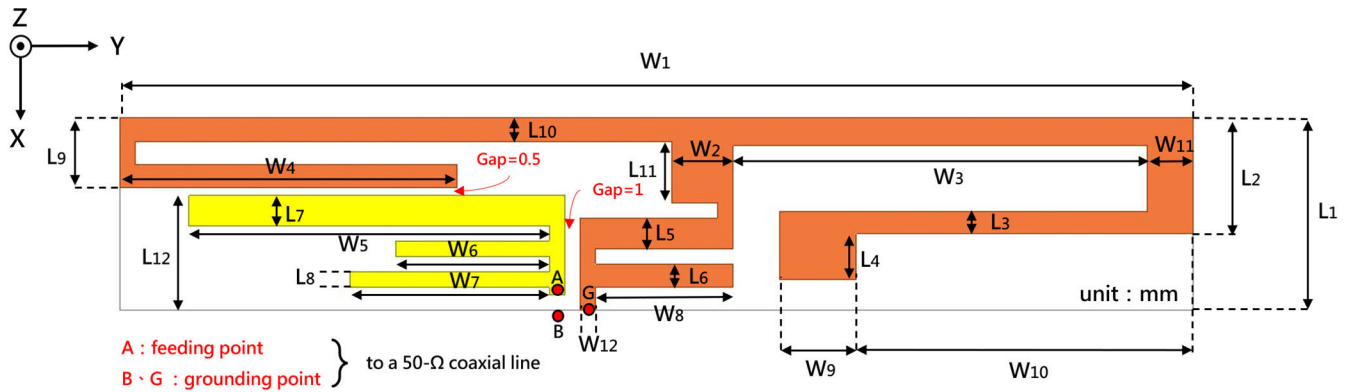 Z
Y
X
W1
L9
L10
W4
Gap=0.5
L11
W2
Gap=1
W3
W11
L2
L1
L7
W5
L12
W6
L8
W7
A
B
L5
L6
G
W8
W12
L3
L4
unit : mm
W9
W10
A : feeding point
B、G : grounding point
to a 50-Ω coaxial line